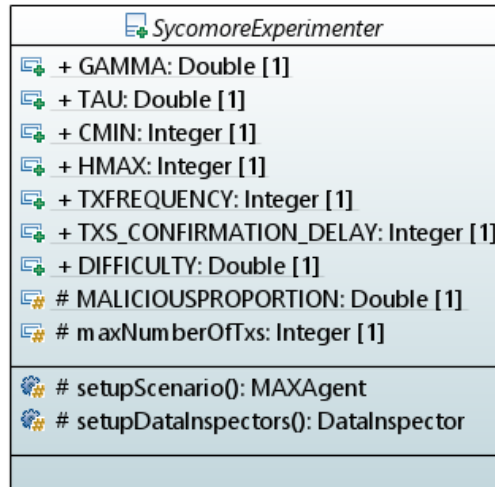 SycomoreExperimenter
+ GAMMA: Double [1]
+ TAU: Double [1]
+ CMIN: Integer [1]
+ HMAX: Integer [1]
+ TXFREQUENCY: Integer [1]
+ TXS_CONFIRMATION_DELAY: Integer [1]
+ DIFFICULTY: Double [1]
# MALICIOUSPROPORTION: Double [1]
# maxNumberOfTxs: Integer [1]
# setupScenario(): MAXAgent
# setupDataInspectors(): DataInspector